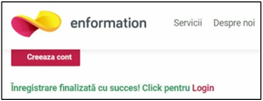 enformation Servicii Despre noi
Creeaza cont
Înregistrare finalizată cu succes! Click pentru Login